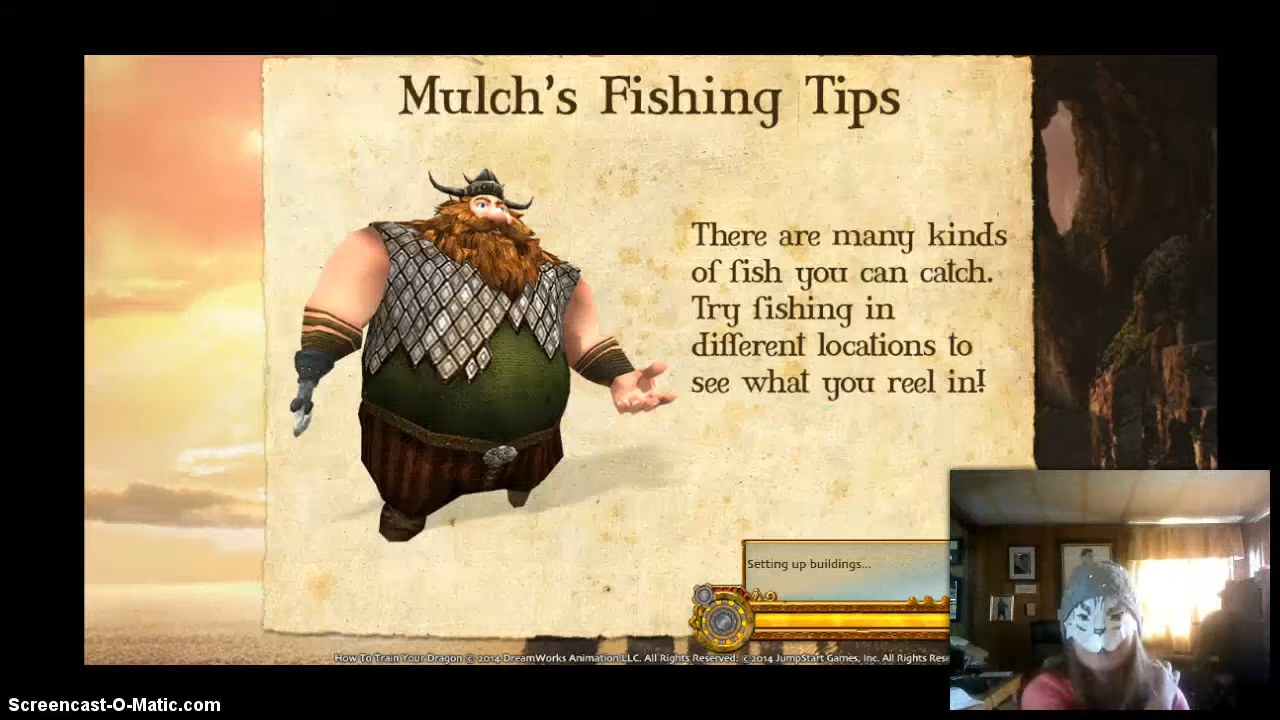 Mulch's Fishing Tips
There are many kinds
of fish you can catch.
Try fishing in
different locations to
see what you reel in!
Setting up buildings...
How To Train Your Dragon © 2014 DreamWorks Animation LLC. All Rights Reserved. © 2014 JumpStart Games, Inc. All Rights Rese
Screencast-O-Matic.com